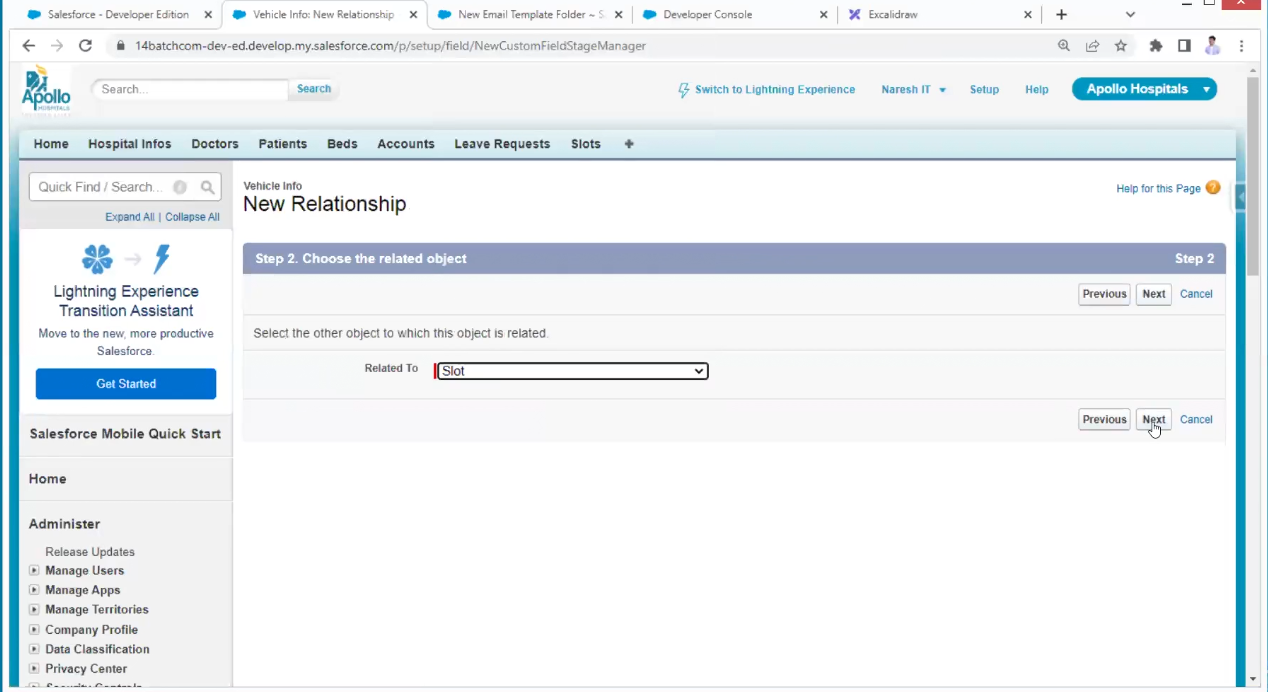 Salesforce - Developer Edition
Vehicle Info: New Relationship
New Email Template Folder ~ S
Developer Console
Excalidraw
14batchcom-dev-ed.develop.my.salesforce.com/p/setup/field/NewCustomFieldStageManager
Apollo
HOSPITALS
Search...
Search
Switch to Lightning Experience
Naresh IT
Setup
Help
Apollo Hospitals
Home
Hospital Infos
Doctors
Patients
Beds
Accounts
Leave Requests
Slots
Quick Find / Search...
Expand All | Collapse All
Lightning Experience
Transition Assistant
Move to the new, more productive
Salesforce.
Get Started
Salesforce Mobile Quick Start
Home
Administer
Release Updates
Manage Users
Manage Apps
Manage Territories
Company Profile
Data Classification
Privacy Center
Vehicle Info
New Relationship
Help for this Page
Step 2. Choose the related object
Step 2
Previous
Next
Cancel
Select the other object to which this object is related.
Related To
Slot
Previous
Next
Cancel